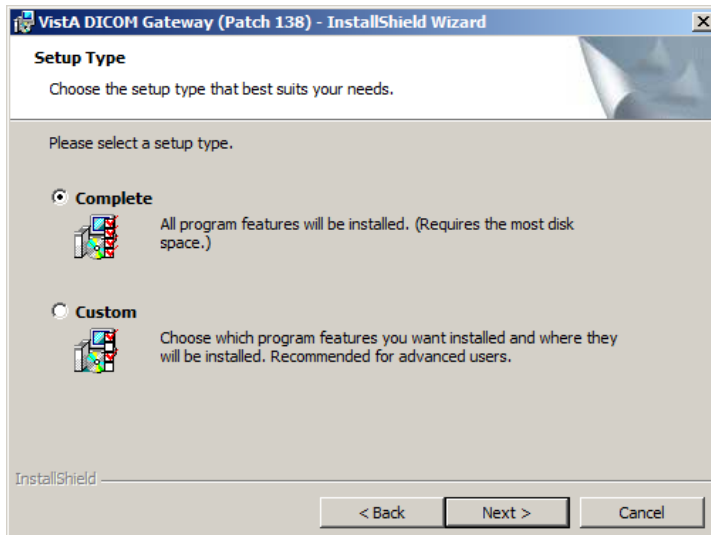 VistA DICOM Gateway (Patch 138) - InstallShield Wizard
Setup Type
Choose the setup type that best suits your needs.
Please select a setup type.
Complete
All program features will be installed. (Requires the most disk
space.)
Custom
Choose which program features you want installed and where they
will be installed. Recommended for advanced users.
InstallShield
< Back
Next >
Cancel